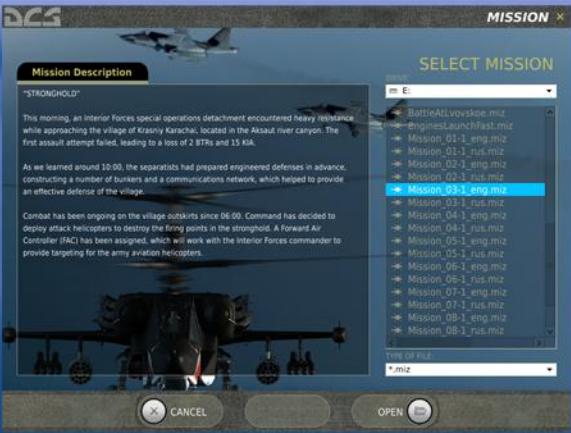 DCS
MISSION ×
SELECT MISSION
Mission Description
DRIVE:
E:
"STRONGHOLD"
This morning, an Interior Forces special operations detachment encountered heavy resistance
while approaching the village of Krasniy Karachai, located in the Aksaut river canyon. The
first assault attempt failed, leading to a loss of 2 BTRs and 15 KIA.
As we learned around 10:00, the separatists had prepared engineered defenses in advance,
constructing a number of bunkers and a communications network, which helped to provide
an effective defense of the village.
Combat has been ongoing on the village outskirts since 06:00. Command has decided to
deploy attack helicopters to destroy the firing points in the stronghold. A Forward Air
Controller (FAC) has been assigned, which will work with the Interior Forces commander to
provide targeting for the army aviation helicopters.
BattleAtLvovskoe.miz
EnginesLaunchFast.miz
Mission_01-1_eng.miz
Mission_01-1_rus.miz
Mission_02-1_eng.miz
Mission_02-1_rus.miz
Mission_03-1_eng.miz
Mission_03-1_rus.miz
Mission_04-1_eng.miz
Mission_04-1_rus.miz
Mission_05-1_eng.miz
Mission_05-1_rus.miz
Mission_06-1_eng.miz
Mission_06-1_rus.miz
Mission_07-1_eng.miz
Mission_07-1_rus.miz
Mission_08-1_eng.miz
Mission_08-1_rus.miz
TYPE OF FILE:
*.miz
CANCEL
OPEN